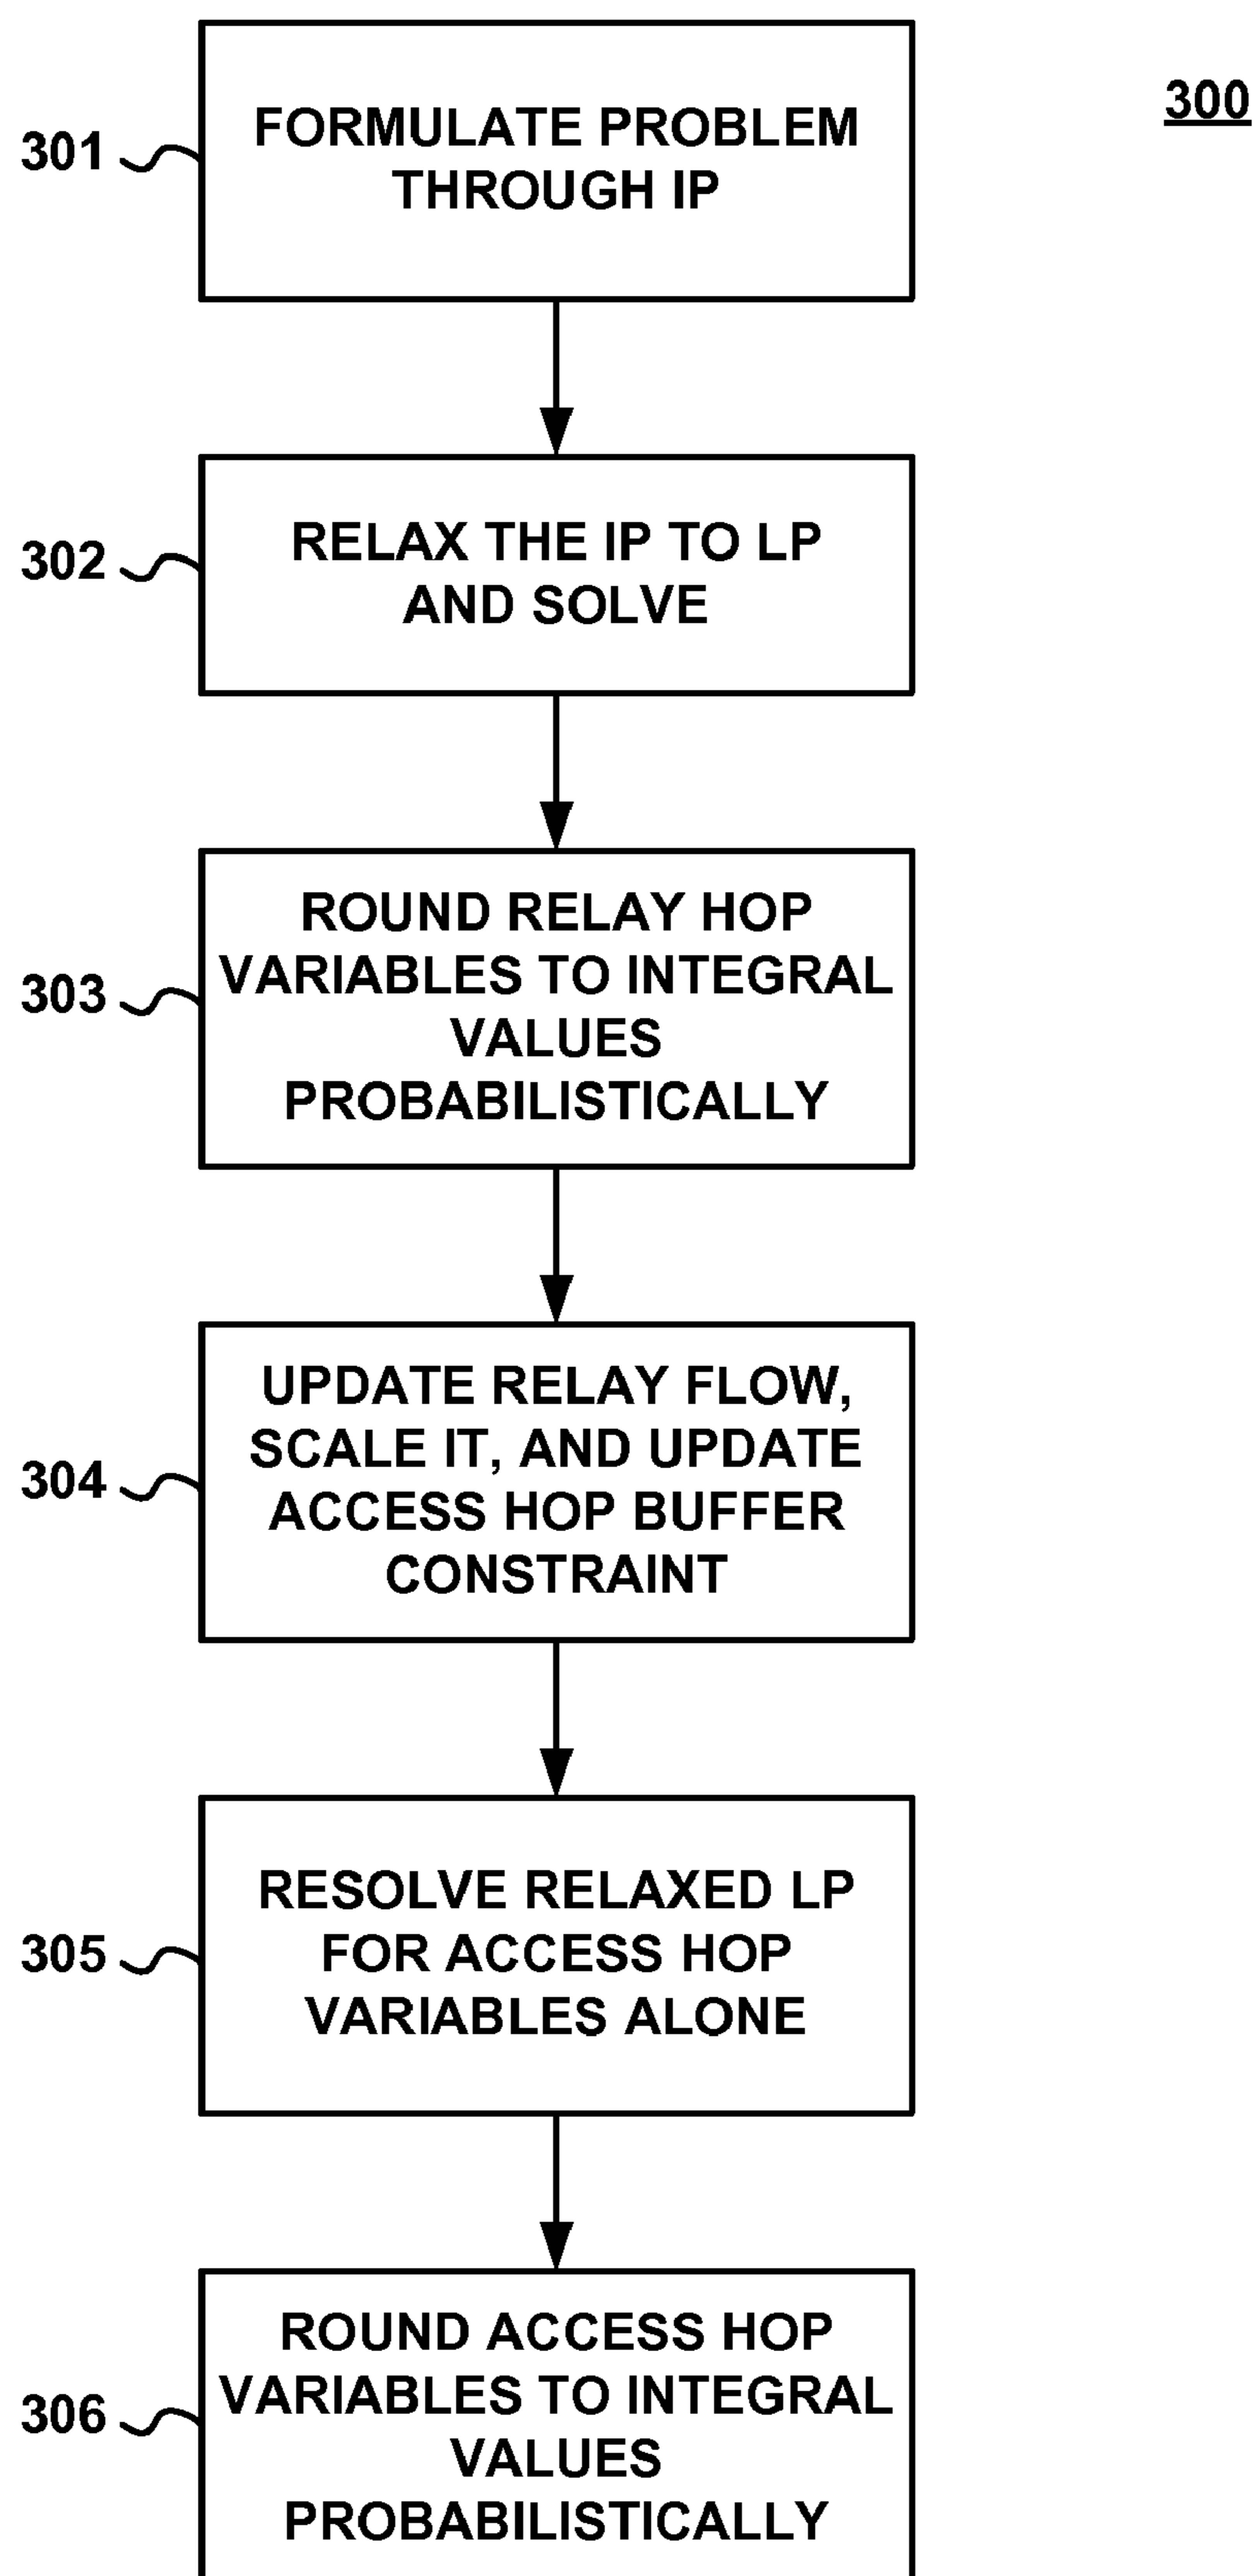 300
301
FORMULATE PROBLEM
THROUGH IP
302
RELAX THE IP TO LP
AND SOLVE
303
ROUND RELAY HOP
VARIABLES TO INTEGRAL
VALUES
PROBABILISTICALLY
304
UPDATE RELAY FLOW,
SCALE IT, AND UPDATE
ACCESS HOP BUFFER
CONSTRAINT
305
RESOLVE RELAXED LP
FOR ACCESS HOP
VARIABLES ALONE
306
ROUND ACCESS HOP
VARIABLES TO INTEGRAL
VALUES
PROBABILISTICALLY